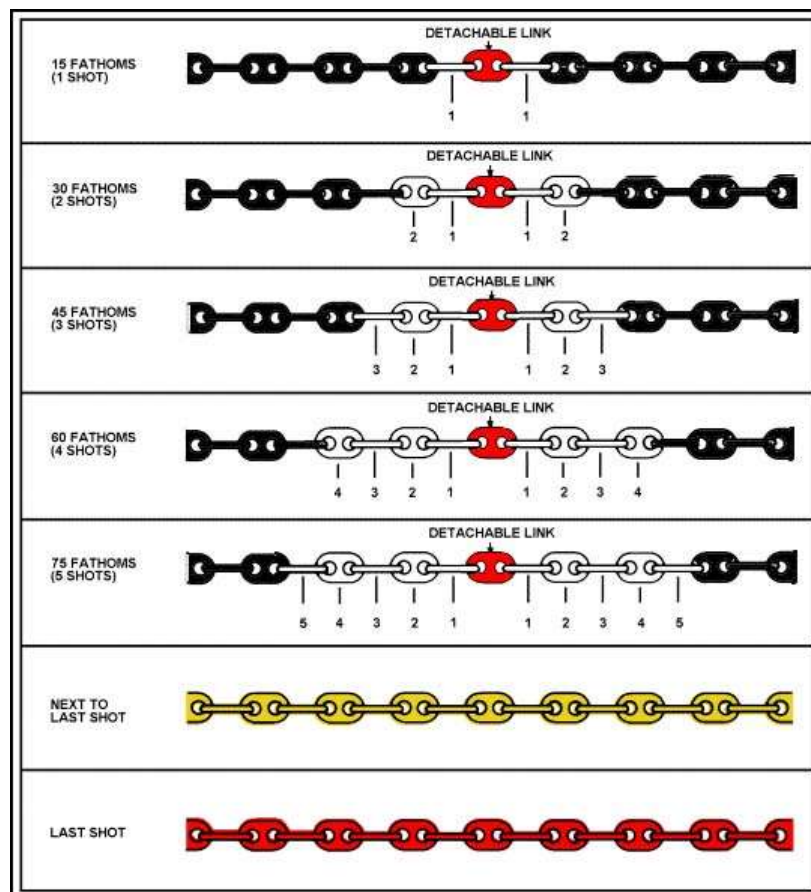 DETACHABLE LINK
15 FATHOMS
(1 SHOT)
1 1
DETACHABLE LINK
30 FATHOMS
(2 SHOTS)
2 1 1 2
DETACHABLE LINK
45 FATHOMS
(3 SHOTS)
3 2 1 1 2 3
DETACHABLE LINK
60 FATHOMS
(4 SHOTS)
4 3 2 1 1 2 3 4
DETACHABLE LINK
75 FATHOMS
(5 SHOTS)
5 4 3 2 1 1 2 3 4 5
NEXT TO
LAST SHOT
LAST SHOT